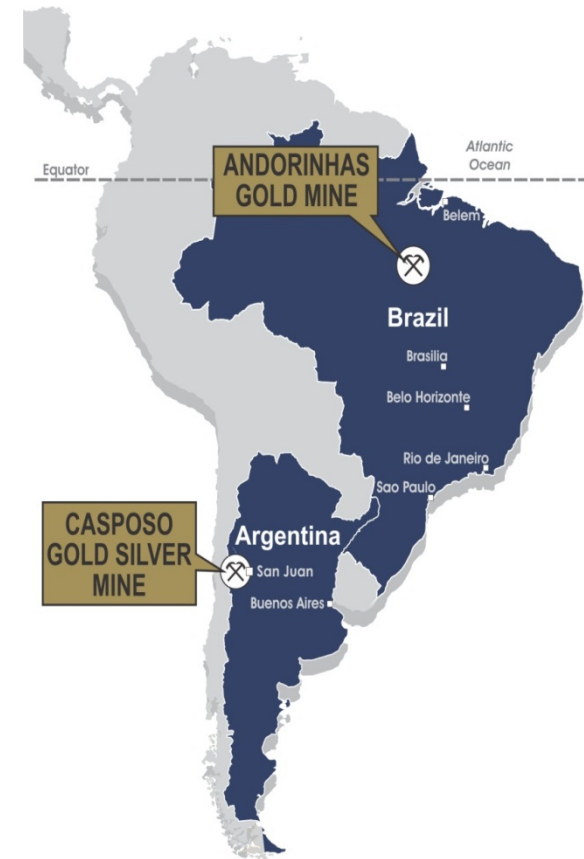 Atlantic
Ocean
Equator
ANDORINHAS
GOLD MINE
Belem
Brazil
Brasilia
Belo Horizonte
Rio de Janeiro
Sao Paulo
CASPOSO
GOLD SILVER
MINE
Argentina
San Juan
Buenos Aires